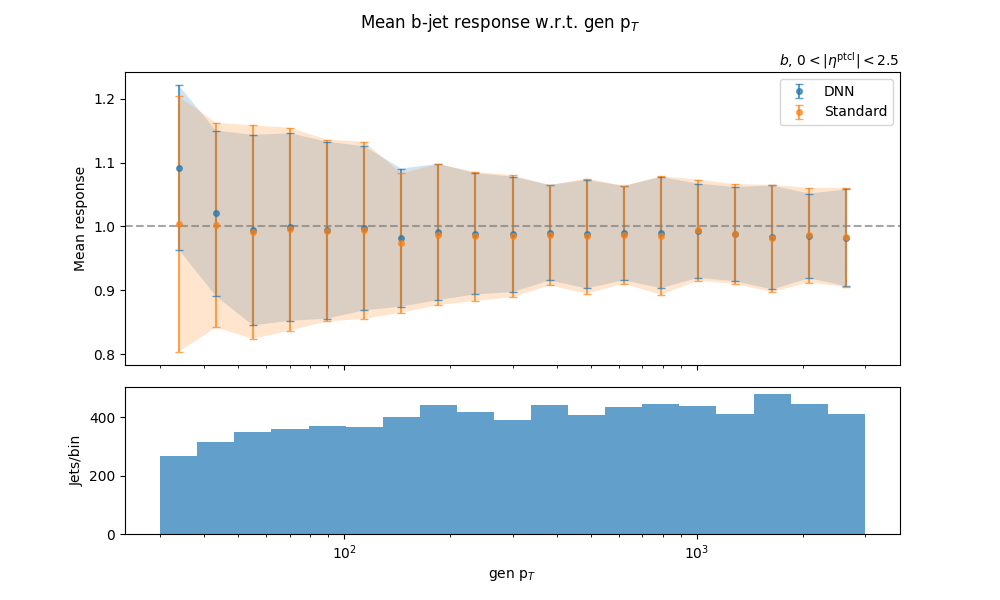 Mean b-jet response w.r.t. gen p_T
b, 0 < |η^ptcl| < 2.5
DNN
Standard
Mean response
1.2
1.1
1.0
0.9
0.8
Jets/bin
400
200
0
10^2
10^3
gen p_T